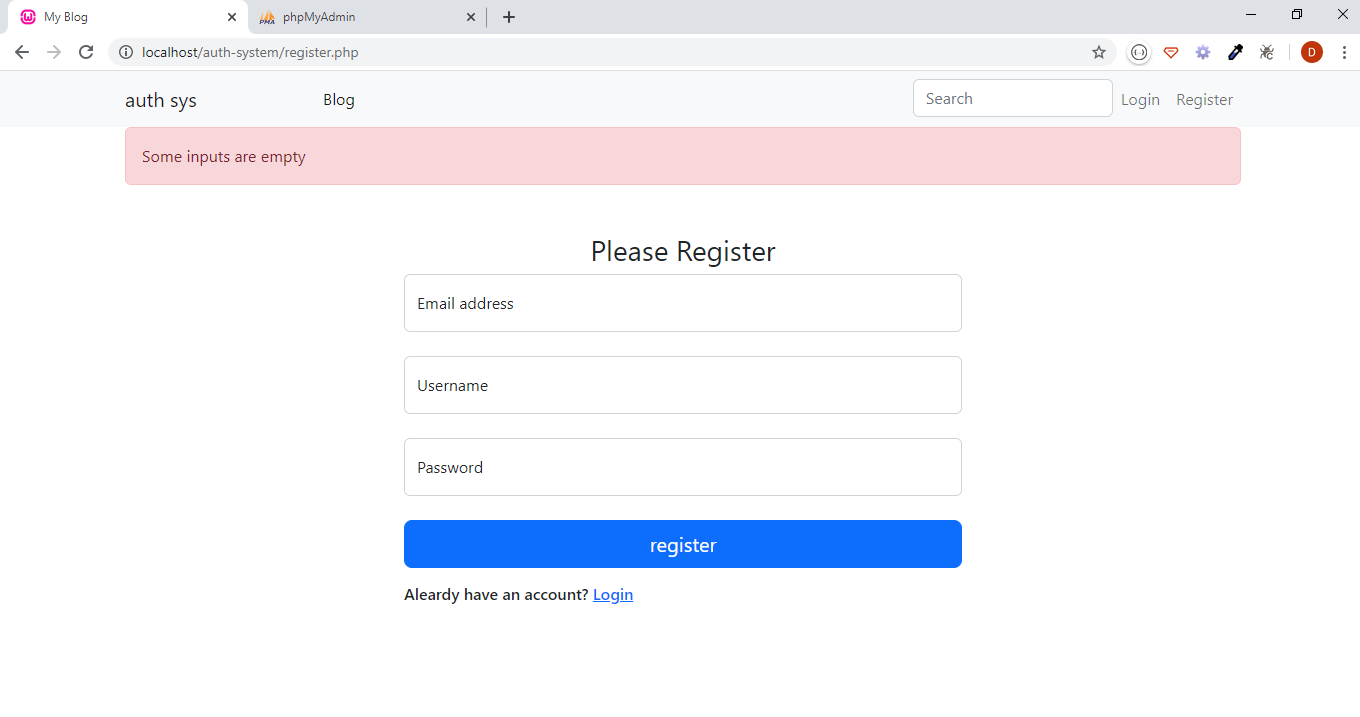 My Blog
phpMyAdmin
localhost/auth-system/register.php
D
auth sys
Blog
Search
Login
Register
Some inputs are empty
Please Register
Email address
Username
Password
register
Aleardy have an account? Login